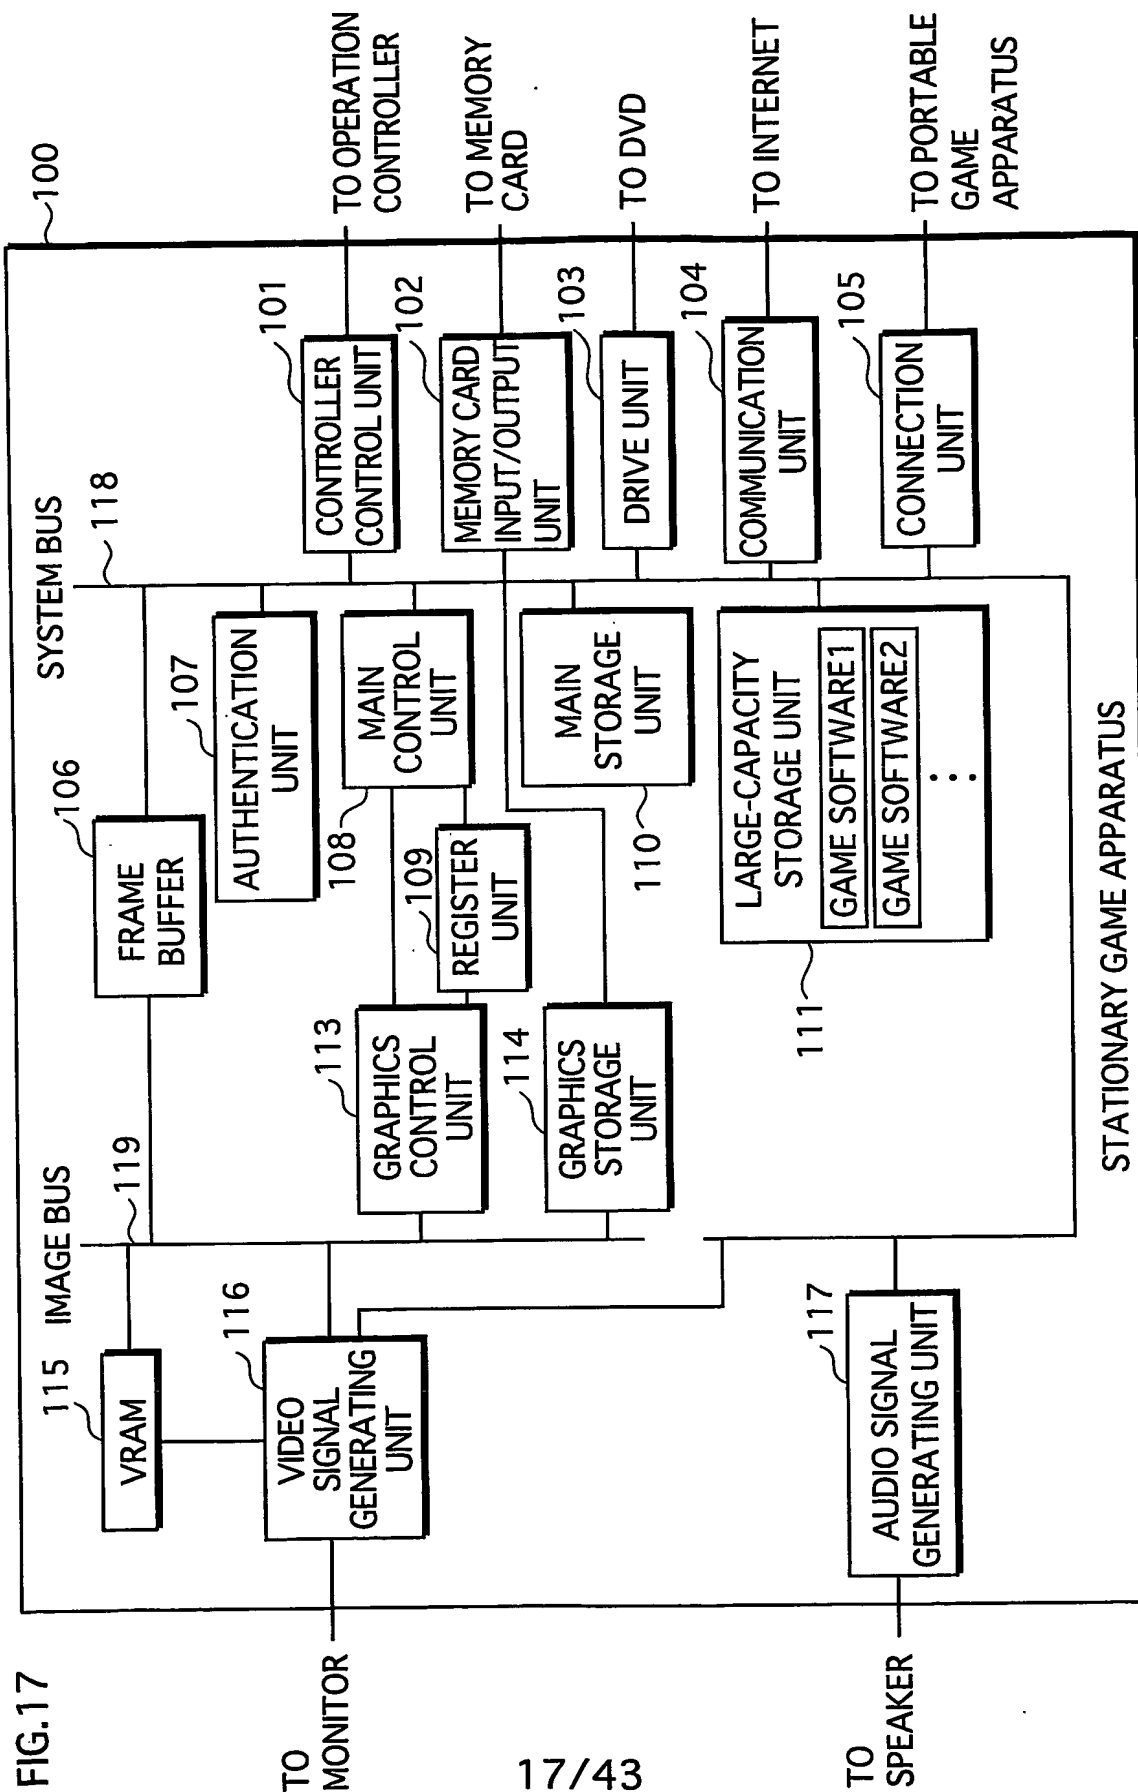 FIG.17
100
TO OPERATION
CONTROLLER
TO MEMORY
CARD
TO DVD
TO INTERNET
TO PORTABLE
GAME
APPARATUS
SYSTEM BUS
118
101
CONTROLLER
CONTROL UNIT
102
MEMORY CARD
INPUT/OUTPUT
UNIT
103
DRIVE UNIT
104
COMMUNICATION
UNIT
105
CONNECTION
UNIT
106
FRAME
BUFFER
107
AUTHENTICATION
UNIT
108
MAIN
CONTROL
UNIT
109
REGISTER
UNIT
110
MAIN
STORAGE
UNIT
111
LARGE-CAPACITY
STORAGE UNIT
GAME SOFTWARE1
GAME SOFTWARE2
...
IMAGE BUS
119
113
GRAPHICS
CONTROL
UNIT
114
GRAPHICS
STORAGE
UNIT
115
VRAM
116
VIDEO
SIGNAL
GENERATING
UNIT
117
AUDIO SIGNAL
GENERATING UNIT
TO
MONITOR
TO
SPEAKER
STATIONARY GAME APPARATUS
17/43